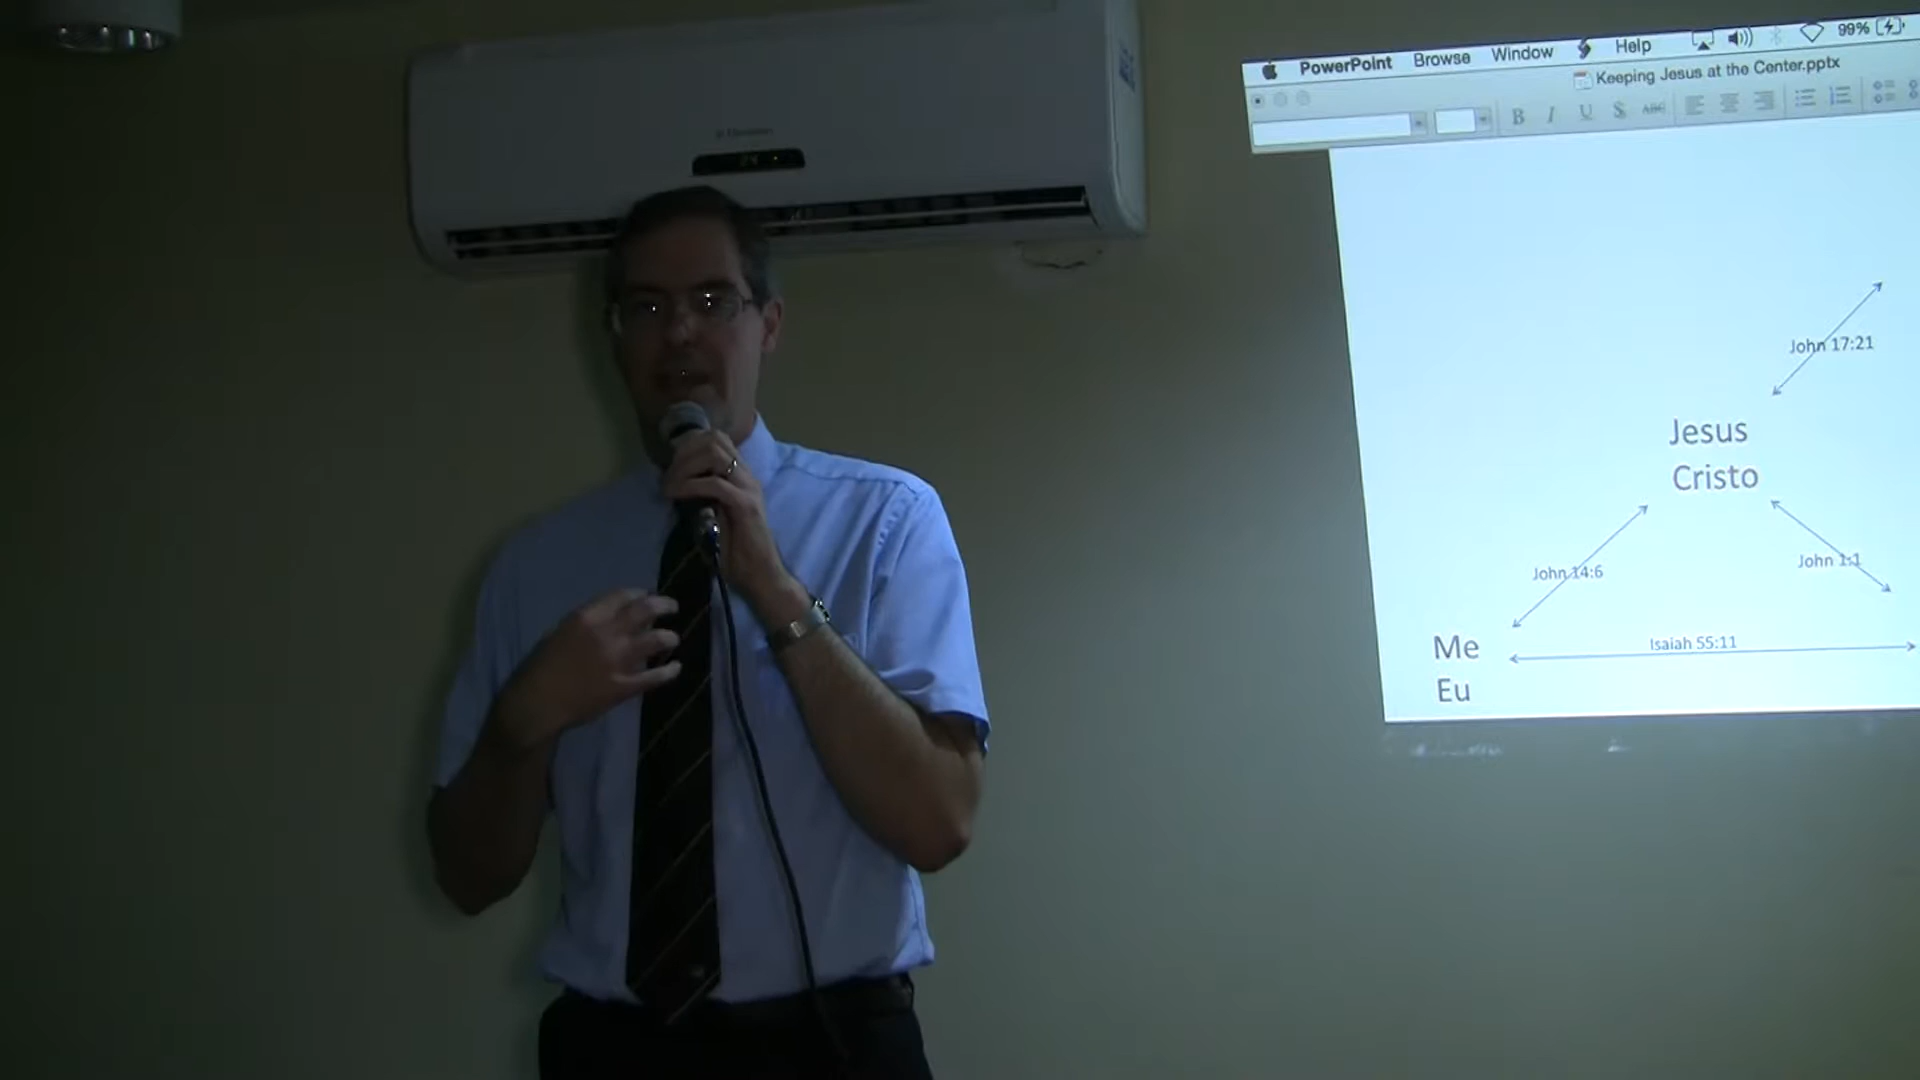 PowerPoint Browse Window Help 99%
Keeping Jesus at the Center.pptx
B I U S ABC
John 17:21
Jesus
Cristo
John 14:6
John 1:1
Isaiah 55:11
Me
Eu